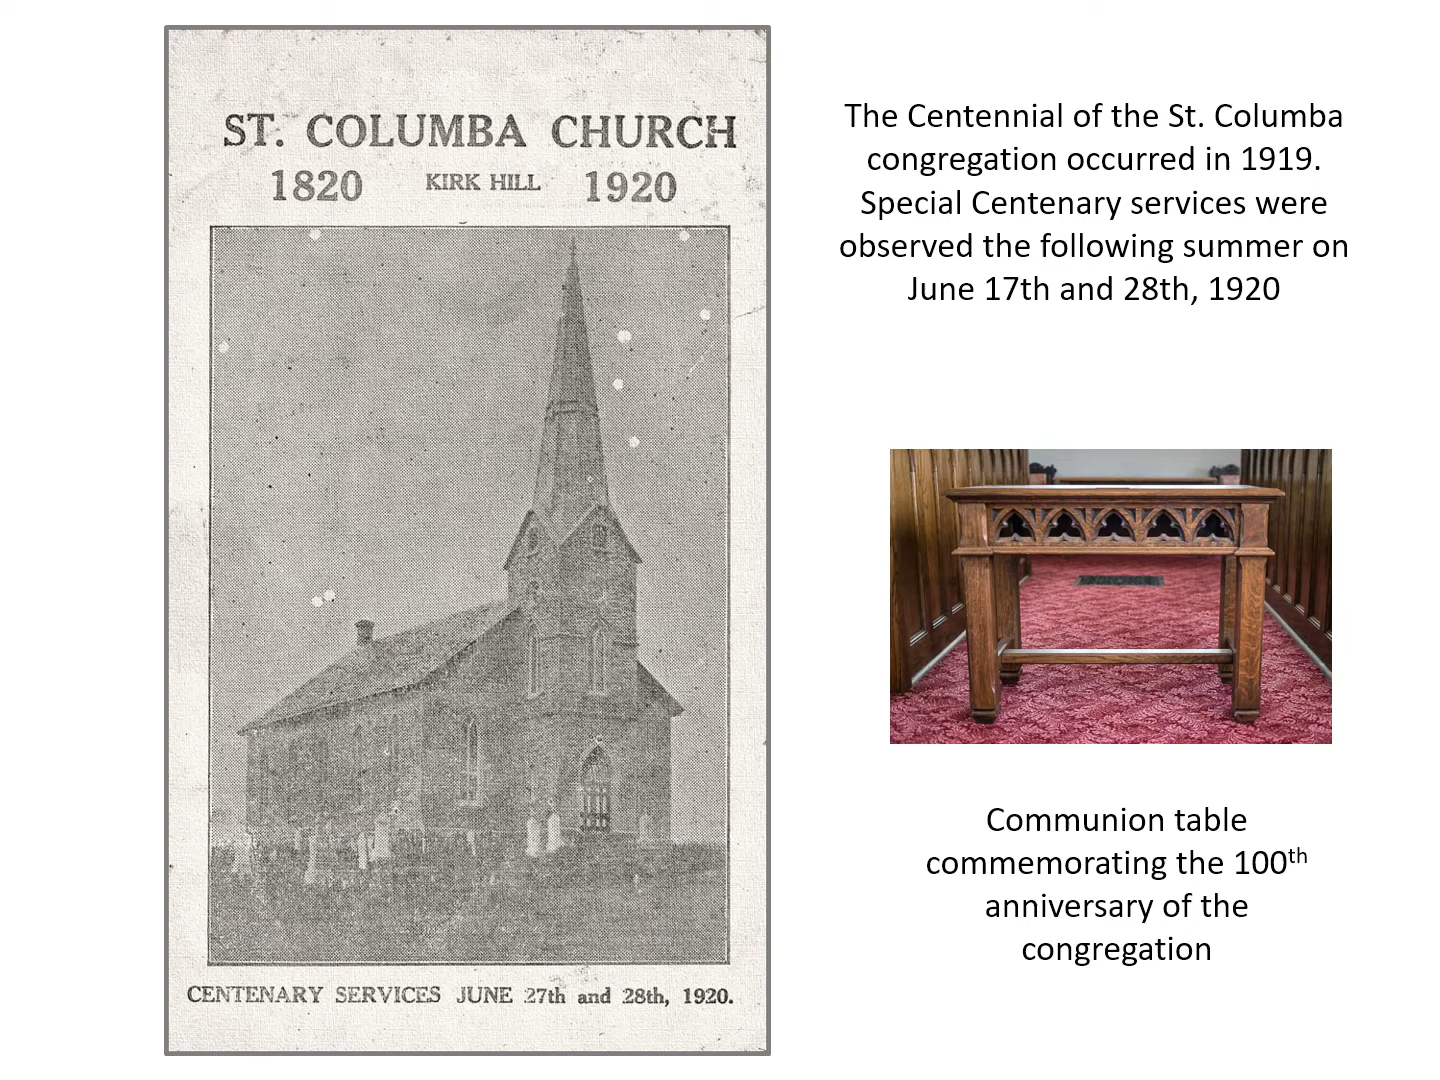 ST. COLUMBA CHURCH
1820 KIRK HILL 1920
CENTENARY SERVICES JUNE 27th and 28th, 1920.
The Centennial of the St. Columba
congregation occurred in 1919.
Special Centenary services were
observed the following summer on
June 17th and 28th, 1920
Communion table
commemorating the 100th
anniversary of the
congregation